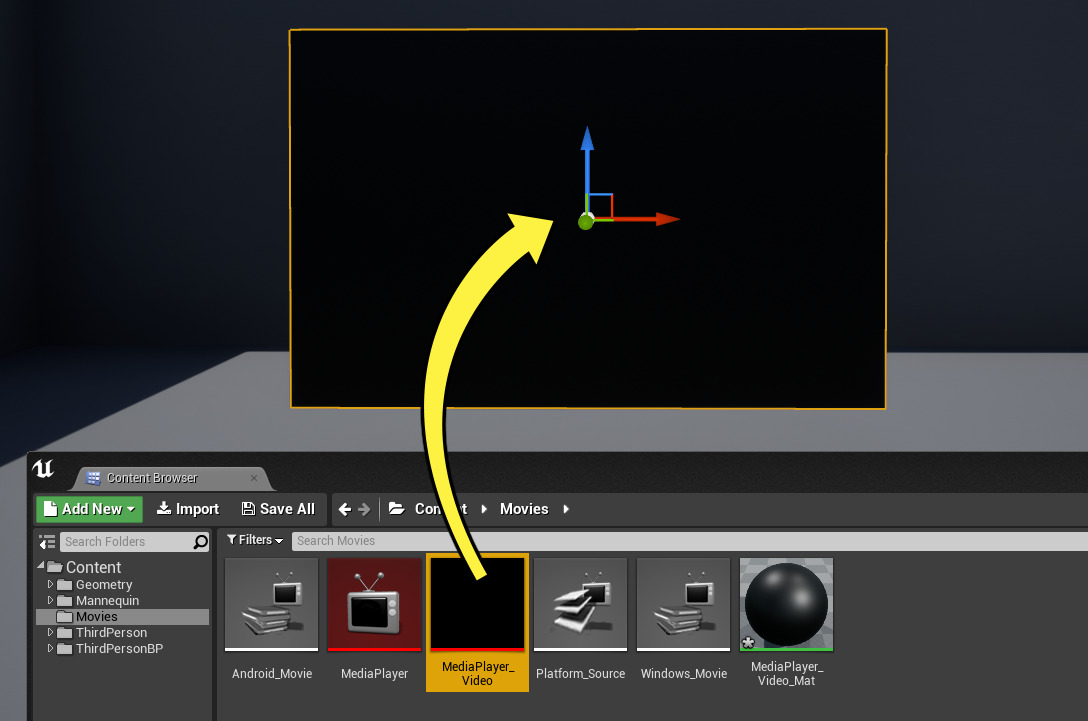 Content Browser
Add New
Import
Save All
Content
Movies
Search Folders
Filters
Search Movies
Content
Geometry
Mannequin
Movies
ThirdPerson
ThirdPersonBP
Android_Movie
MediaPlayer
MediaPlayer_
Video
Platform_Source
Windows_Movie
MediaPlayer_
Video_Mat